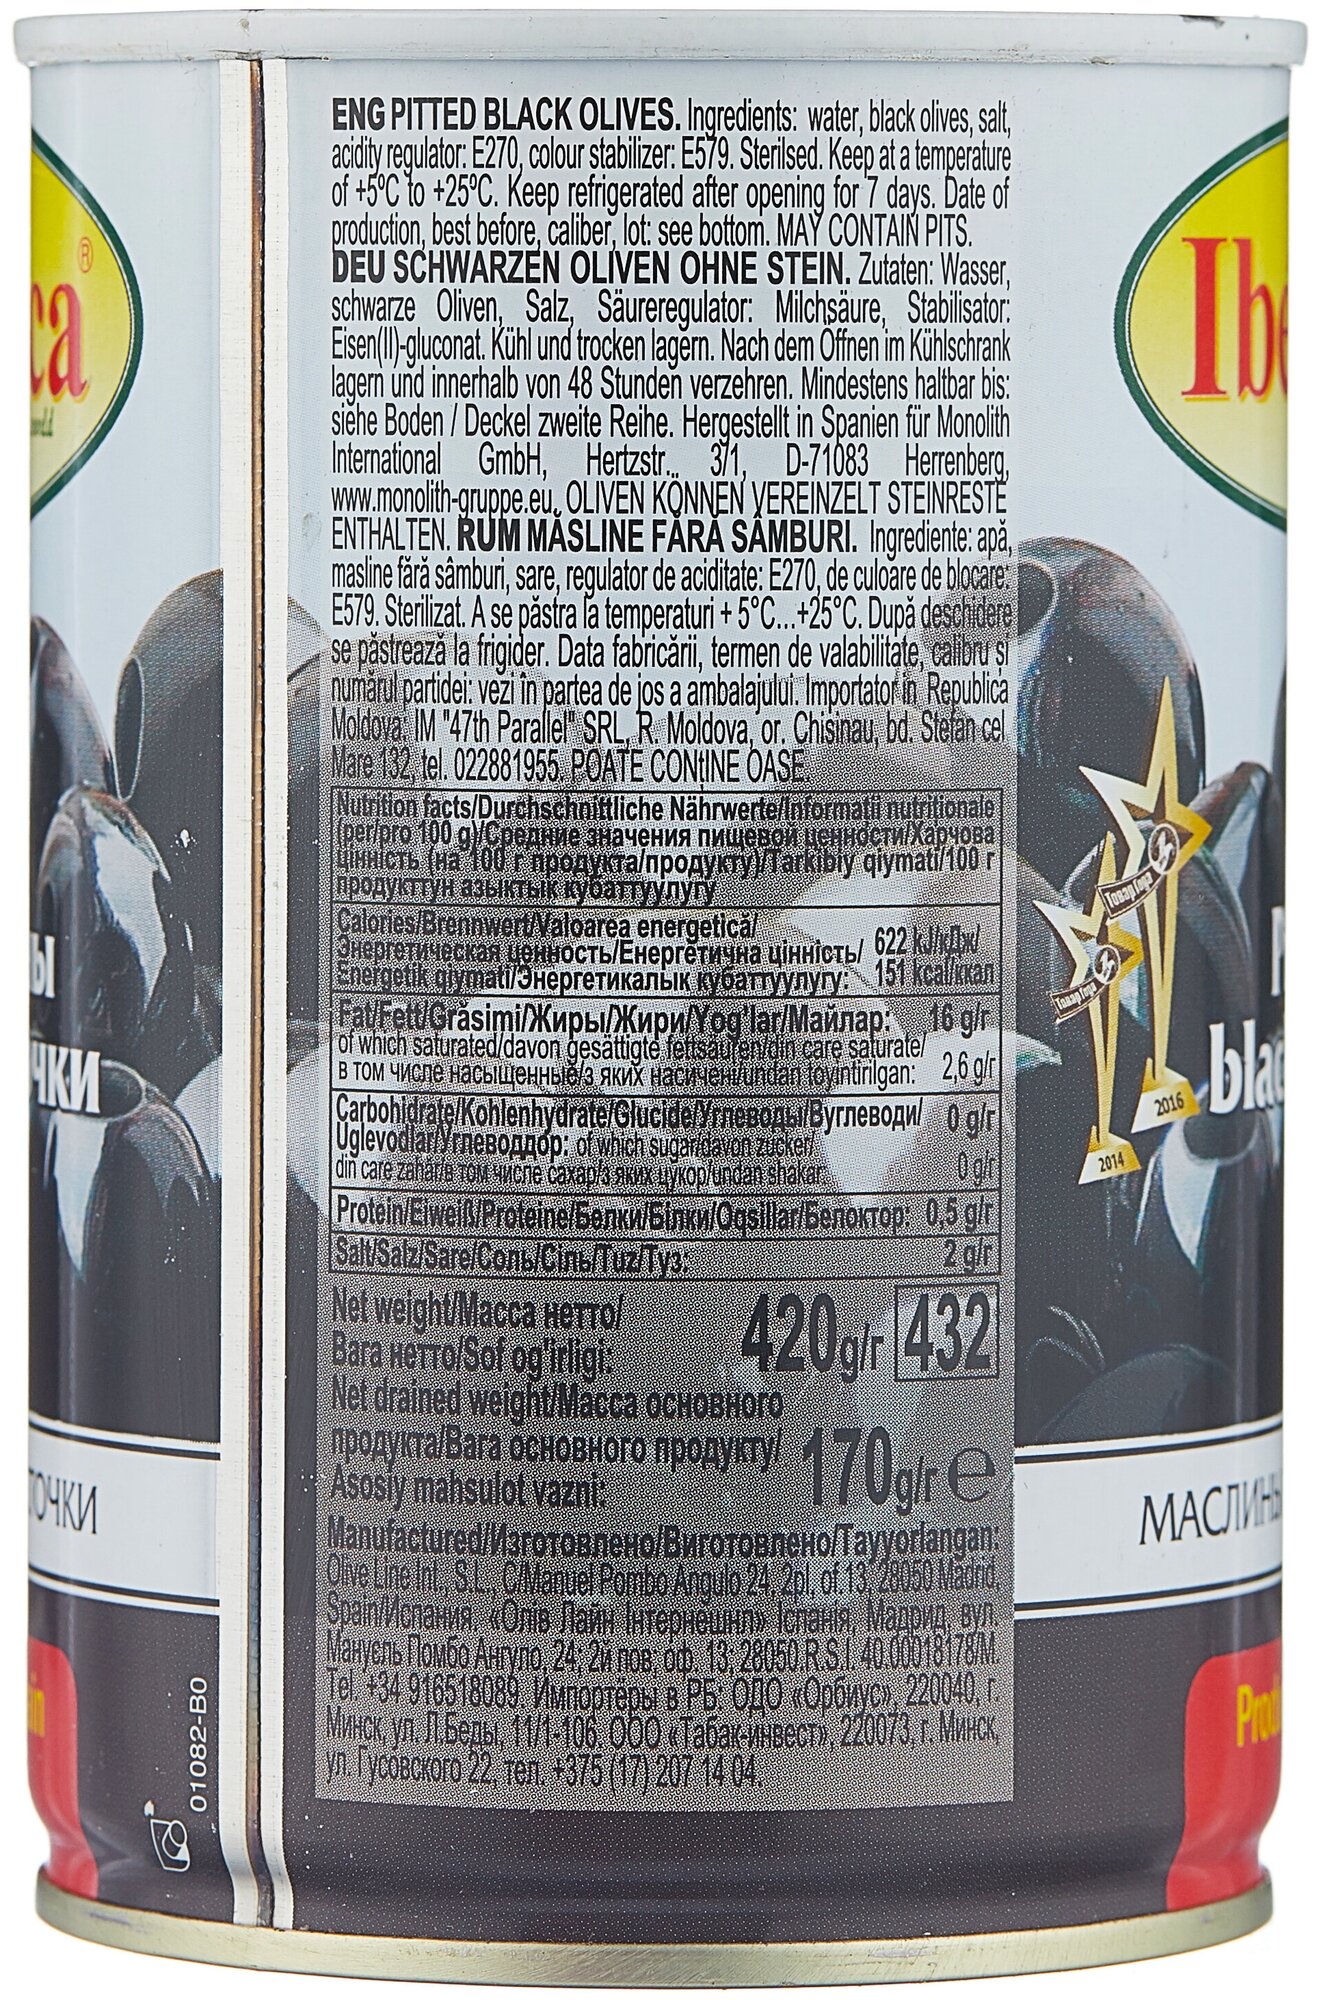 ENG PITTED BLACK OLIVES. Ingredients: water, black olives, salt,
acidity regulator: E270, colour stabilizer: E579. Sterilsed. Keep at a temperature
of +5ºC to +25ºC. Keep refrigerated after opening for 7 days. Date of
production, best before, caliber, lot: see bottom. MAY CONTAIN PITS.
DEU SCHWARZEN OLIVEN OHNE STEIN. Zutaten: Wasser,
schwarze Oliven, Salz, Säureregulator: Milchsäure, Stabilisator:
Eisen(II)-gluconat. Kühl und trocken lagern. Nach dem Öffnen im Kühlschrank
lagern und innerhalb von 48 Stunden verzehren. Mindestens haltbar bis:
siehe Boden / Deckel zweite Reihe. Hergestellt in Spanien für Monolith
International GmbH, Hertzstr. 3/1, D-71083 Herrenberg,
www.monolith-gruppe.eu, OLIVEN KÖNNEN VEREINZELT STEINRESTE
ENTHALTEN. RUM MĂSLINE FĂRĂ SÂMBURI. Ingrediente: apă,
masline fără sâmburi, sare, regulator de aciditate: E270, de culoare de blocare:
E579. Sterilizat. A se păstra la temperaturi + 5°C...+25°C. După deschidere
se păstrează la frigider. Data fabricării, termen de valabilitate, calibru și
numărul partidei: vezi în partea de jos a ambalajului. Importator în Republica
Moldova: IM "47th Parallel" SRL, R. Moldova, or. Chisinau, bd. Stefan cel
Mare 132, tel. 022881955. POATE CONțINE OASE.
Nutrition facts/Durchschnittliche Nährwerte/Informatii nutriționale
(per/pro 100 g)/Средние значения пищевой ценности/Харчова
цінність (на 100 г продукта/продукту)/Tarkibiy qiymati/100 г
продукттун азыктык кубаттуулугу
Calories/Brennwert/Valoarea energetică/
Энергетическая ценность/Енергетична цінність/ 622 kJ/кДж/
Energetik qiymati/Энергетикалык кубаттуулугу: 151 kcal/ккал
Fat/Fett/Grăsimi/Жиры/Жири/Yog'lar/Майлар: 16 g/г
of which saturated/davon gesättigte fettsäuren/din care saturate/
в том числе насыщенные/з яких насичені/undan toyintirilgan: 2,6 g/г
Carbohidrate/Kohlenhydrate/Glucide/Углеводы/Вуглеводи/ 0 g/г
Uglevodlar/Углеводдор: of which sugar/davon zucker/
din care zahar/в том числе сахар/з яких цукор/undan shakar: 0 g/г
Protein/Eiweiß/Proteine/Белки/Білки/Oqsillar/Белоктор: 0,5 g/г
Salt/Salz/Sare/Соль/Сіль/Tuz/Туз: 2 g/г
Net weight/Масса нетто/
Вага нетто/Sof og'irligi: 420g/г 432
Net drained weight/Масса основного
продукта/Вага основного продукту/
Asosiy mahsulot vazni: 170g/г e
Manufactured/Изготовлено/Виготовлено/Tayyorlangan:
Olive Line Int., S.L., C/Manuel Pombo Angulo 24, 2pl, of.13, 28050 Madrid,
Spain/Испания. «Олів Лайн Інтернешнл» Іспанія, Мадрид, вул.
Мануель Помбо Ангуло, 24, 2й пов, оф. 13, 28050.R.S.I. 40.00018178/M.
Tel. +34 916518089. Импортеры в РБ: ОДО «Орбиус», 220040, г.
Минск, ул. Л.Беды, 11/1-106. ООО «Табак-инвест», 220073, г. Минск,
ул. Гусовского 22, тел. +375 (17) 207 14 04.
ca
®
Ibe
ы
чки
точки
01082-B0
Товар Года
Товар Года
2016
2014
blac
МАСЛИНЫ